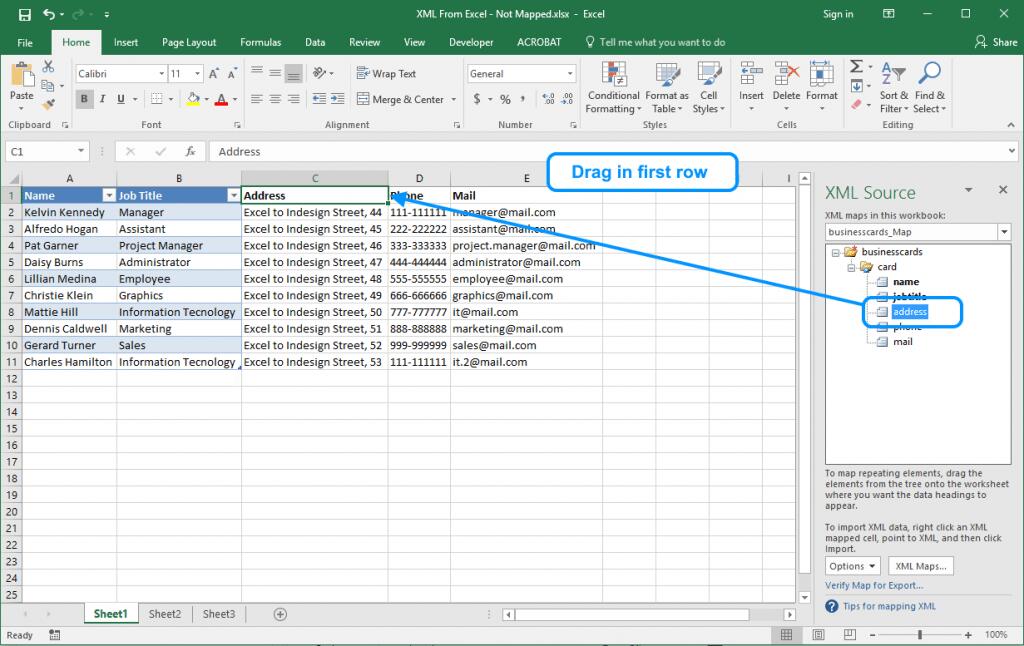 XML From Excel - Not Mapped.xlsx - Excel
Sign in
File Home Insert Page Layout Formulas Data Review View Developer ACROBAT Tell me what you want to do Share
Paste
Calibri 11
B I U
A A
A
Wrap Text
Merge & Center
General
$ % ,
Conditional Formatting
Format as Table
Cell Styles
Insert Delete Format
Sort & Filter
Find & Select
Clipboard Font Alignment Number Styles Cells Editing
C1 fx Address
A B C D E I
1 Name Job Title Address Phone Mail
2 Kelvin Kennedy Manager Excel to Indesign Street, 44 111-111111 manager@mail.com
3 Alfredo Hogan Assistant Excel to Indesign Street, 45 222-222222 assistant@mail.com
4 Pat Garner Project Manager Excel to Indesign Street, 46 333-333333 project.manager@mail.com
5 Daisy Burns Administrator Excel to Indesign Street, 47 444-444444 administrator@mail.com
6 Lillian Medina Employee Excel to Indesign Street, 48 555-555555 employee@mail.com
7 Christie Klein Graphics Excel to Indesign Street, 49 666-666666 graphics@mail.com
8 Mattie Hill Information Tecnology Excel to Indesign Street, 50 777-777777 it@mail.com
9 Dennis Caldwell Marketing Excel to Indesign Street, 51 888-888888 marketing@mail.com
10 Gerard Turner Sales Excel to Indesign Street, 52 999-999999 sales@mail.com
11 Charles Hamilton Information Tecnology Excel to Indesign Street, 53 111-111111 it.2@mail.com
12
13
14
15
16
17
18
19
20
21
22
23
24
25
Drag in first row
XML Source
XML maps in this workbook:
businesscards_Map
businesscards
card
name
jobtitle
address
phone
mail
To map repeating elements, drag the
elements from the tree onto the worksheet
where you want the data headings to
appear.
To import XML data, right click an XML
mapped cell, point to XML, and then click
Import.
Options XML Maps...
Verify Map for Export...
Tips for mapping XML
Sheet1 Sheet2 Sheet3
Ready
100%